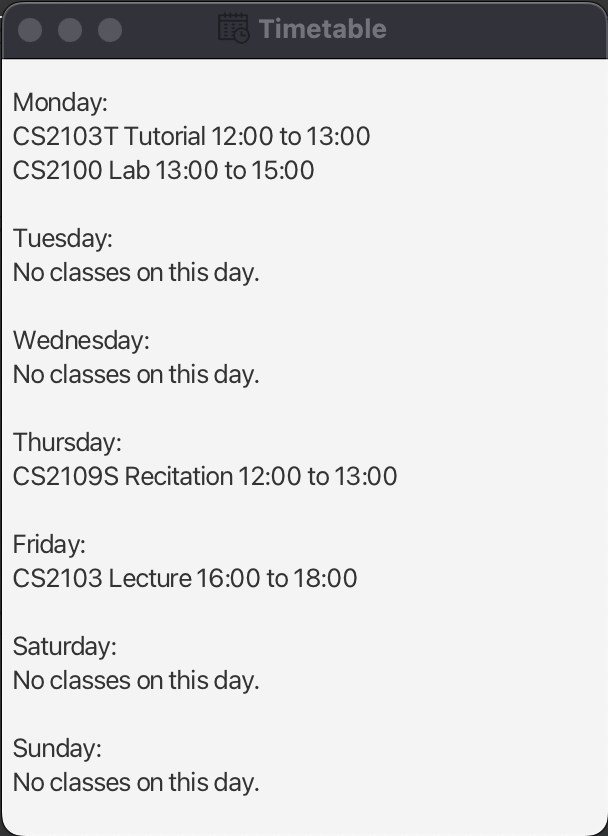 Timetable
Monday:
CS2103T Tutorial 12:00 to 13:00
CS2100 Lab 13:00 to 15:00
Tuesday:
No classes on this day.
Wednesday:
No classes on this day.
Thursday:
CS2109S Recitation 12:00 to 13:00
Friday:
CS2103 Lecture 16:00 to 18:00
Saturday:
No classes on this day.
Sunday:
No classes on this day.